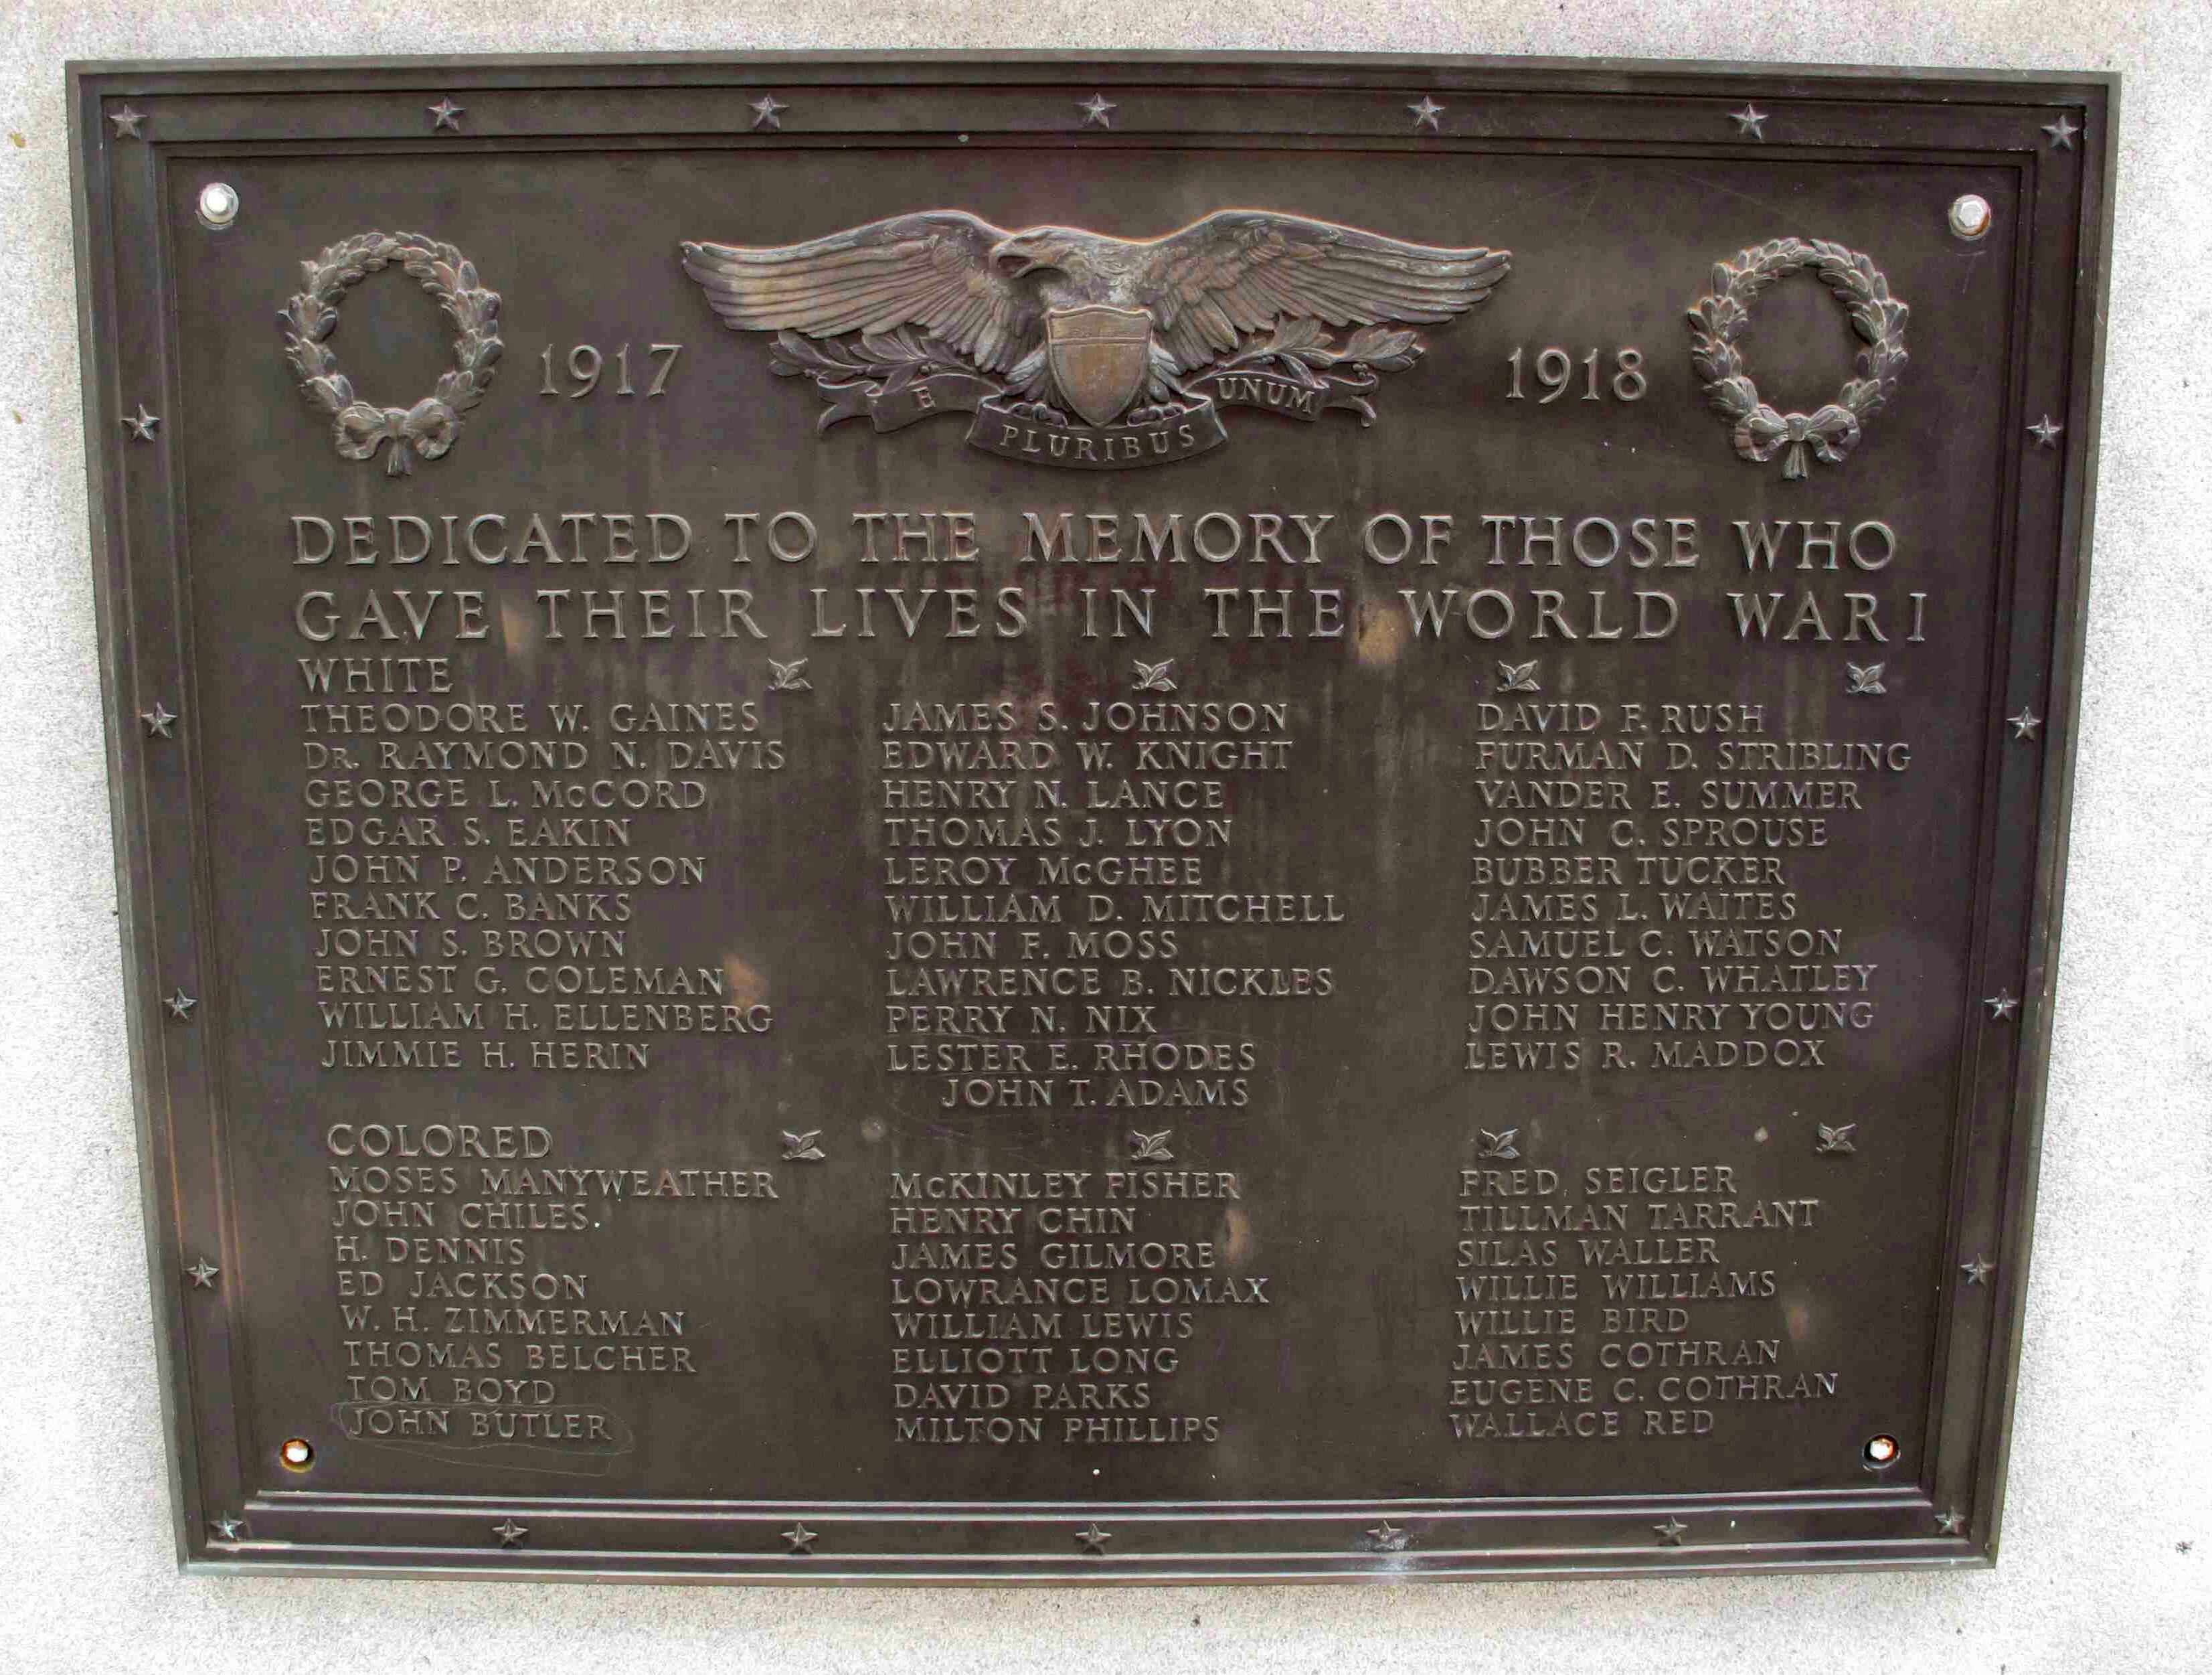 1917
1918
E
PLURIBUS
UNUM
DEDICATED TO THE MEMORY OF THOSE WHO
GAVE THEIR LIVES IN THE WORLD WAR I
WHITE
THEODORE W. GAINES
DR. RAYMOND N. DAVIS
GEORGE L. McCORD
EDGAR S. EAKIN
JOHN P. ANDERSON
FRANK C. BANKS
JOHN S. BROWN
ERNEST G. COLEMAN
WILLIAM H. ELLENBERG
JIMMIE H. HERIN
JAMES S. JOHNSON
EDWARD W. KNIGHT
HENRY N. LANCE
THOMAS J. LYON
LEROY McGHEE
WILLIAM D. MITCHELL
JOHN F. MOSS
LAWRENCE B. NICKLES
PERRY N. NIX
LESTER E. RHODES
JOHN T. ADAMS
DAVID F. RUSH
FURMAN D. STRIBLING
VANDER E. SUMMER
JOHN C. SPROUSE
BUBBER TUCKER
JAMES L. WAITES
SAMUEL C. WATSON
DAWSON C. WHATLEY
JOHN HENRY YOUNG
LEWIS R. MADDOX
COLORED
MOSES MANYWEATHER
JOHN CHILES
H. DENNIS
ED JACKSON
W. H. ZIMMERMAN
THOMAS BELCHER
TOM BOYD
JOHN BUTLER
McKINLEY FISHER
HENRY CHIN
JAMES GILMORE
LOWRANCE LOMAX
WILLIAM LEWIS
ELLIOTT LONG
DAVID PARKS
MILTON PHILLIPS
FRED SEIGLER
TILLMAN TARRANT
SILAS WALLER
WILLIE WILLIAMS
WILLIE BIRD
JAMES COTHRAN
EUGENE C. COTHRAN
WALLACE RED